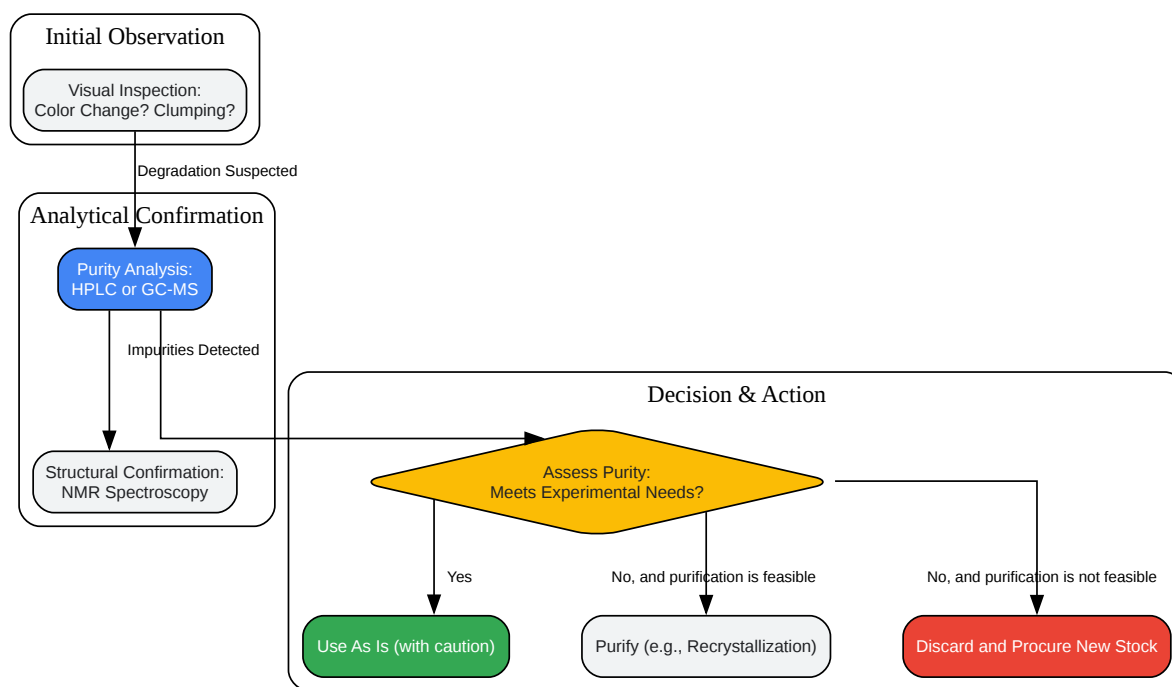 Initial Observation
Visual Inspection:
Color Change? Clumping?
Degradation Suspected
Analytical Confirmation
Purity Analysis:
HPLC or GC-MS
Impurities Detected
Structural Confirmation:
NMR Spectroscopy
Decision & Action
Assess Purity:
Meets Experimental Needs?
Yes
No, and purification is feasible
No, and purification is not feasible
Use As Is (with caution)
Purify (e.g., Recrystallization)
Discard and Procure New Stock